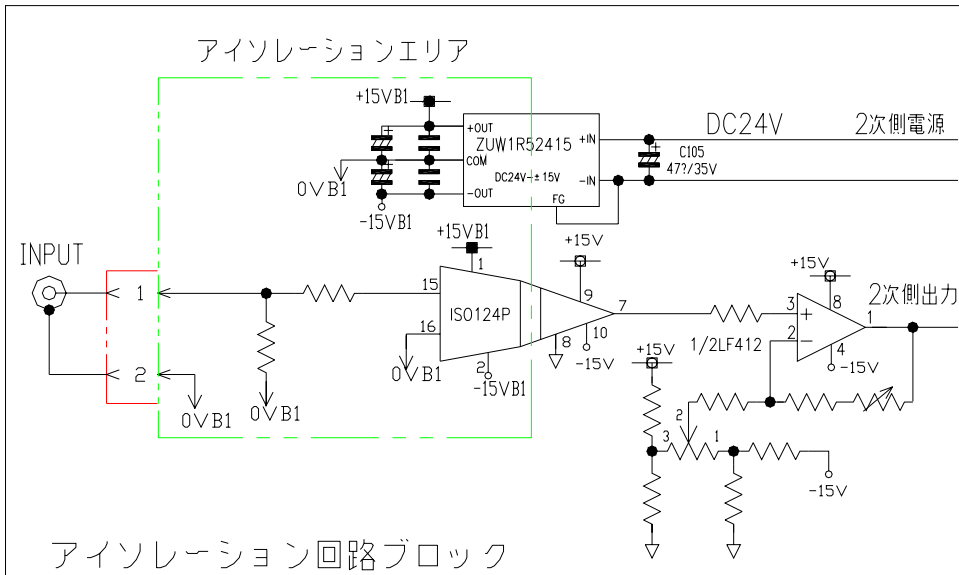 アイソレーションエリア
+15VB1
+OUT
ZUW1R52415
+IN
DC24V
2次側電源
COM
C105
47?/35V
0VB1
DC24V-±15V
-OUT
-IN
FG
-15VB1
+15VB1
+15V
INPUT
1
15
9
+15V
8
2次側出力
1
ISO124P
7
3
+
1
16
10
2
-
1/2LF412
4
2
0VB1
2
8
-15V
-15V
-15VB1
+15V
0VB1
0VB1
2
3
1
-15V
アイソレーション回路ブロック